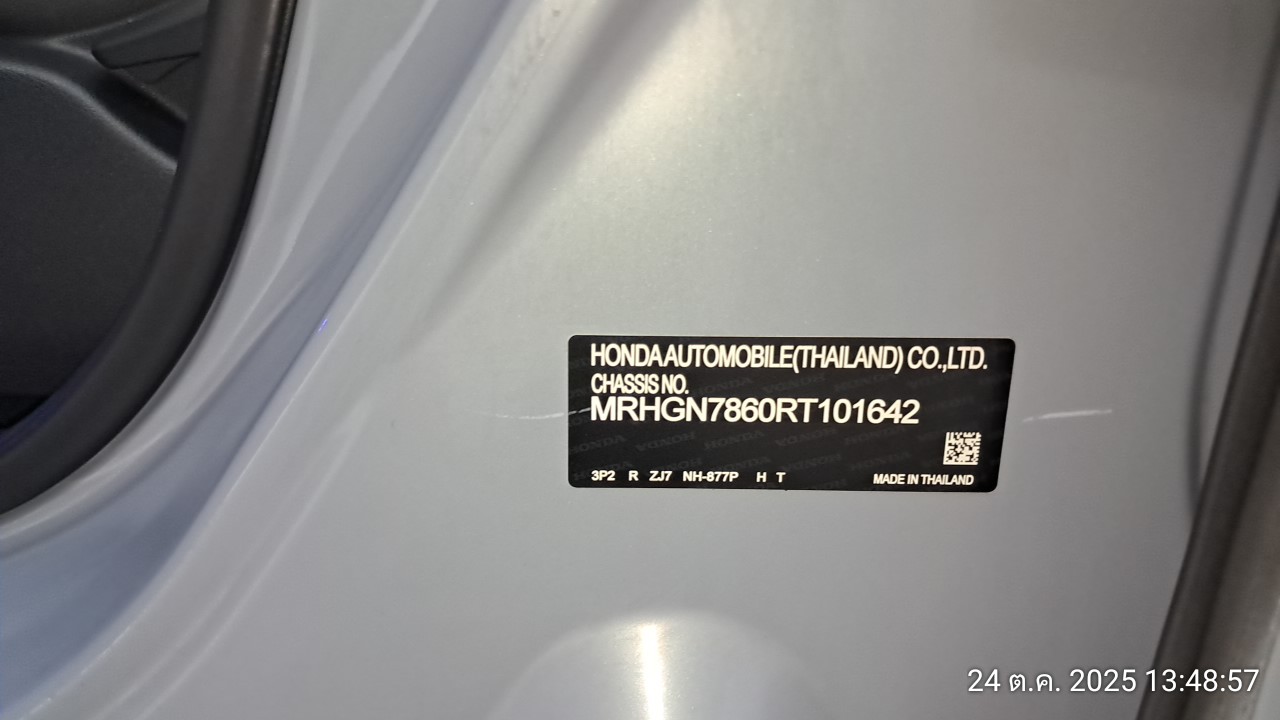 HONDA AUTOMOBILE(THAILAND) CO.,LTD.
CHASSIS NO.
MRHGN7860RT101642
3P2 R ZJ7 NH-877P H T MADE IN THAILAND
24 ต.ค. 2025 13:48:57